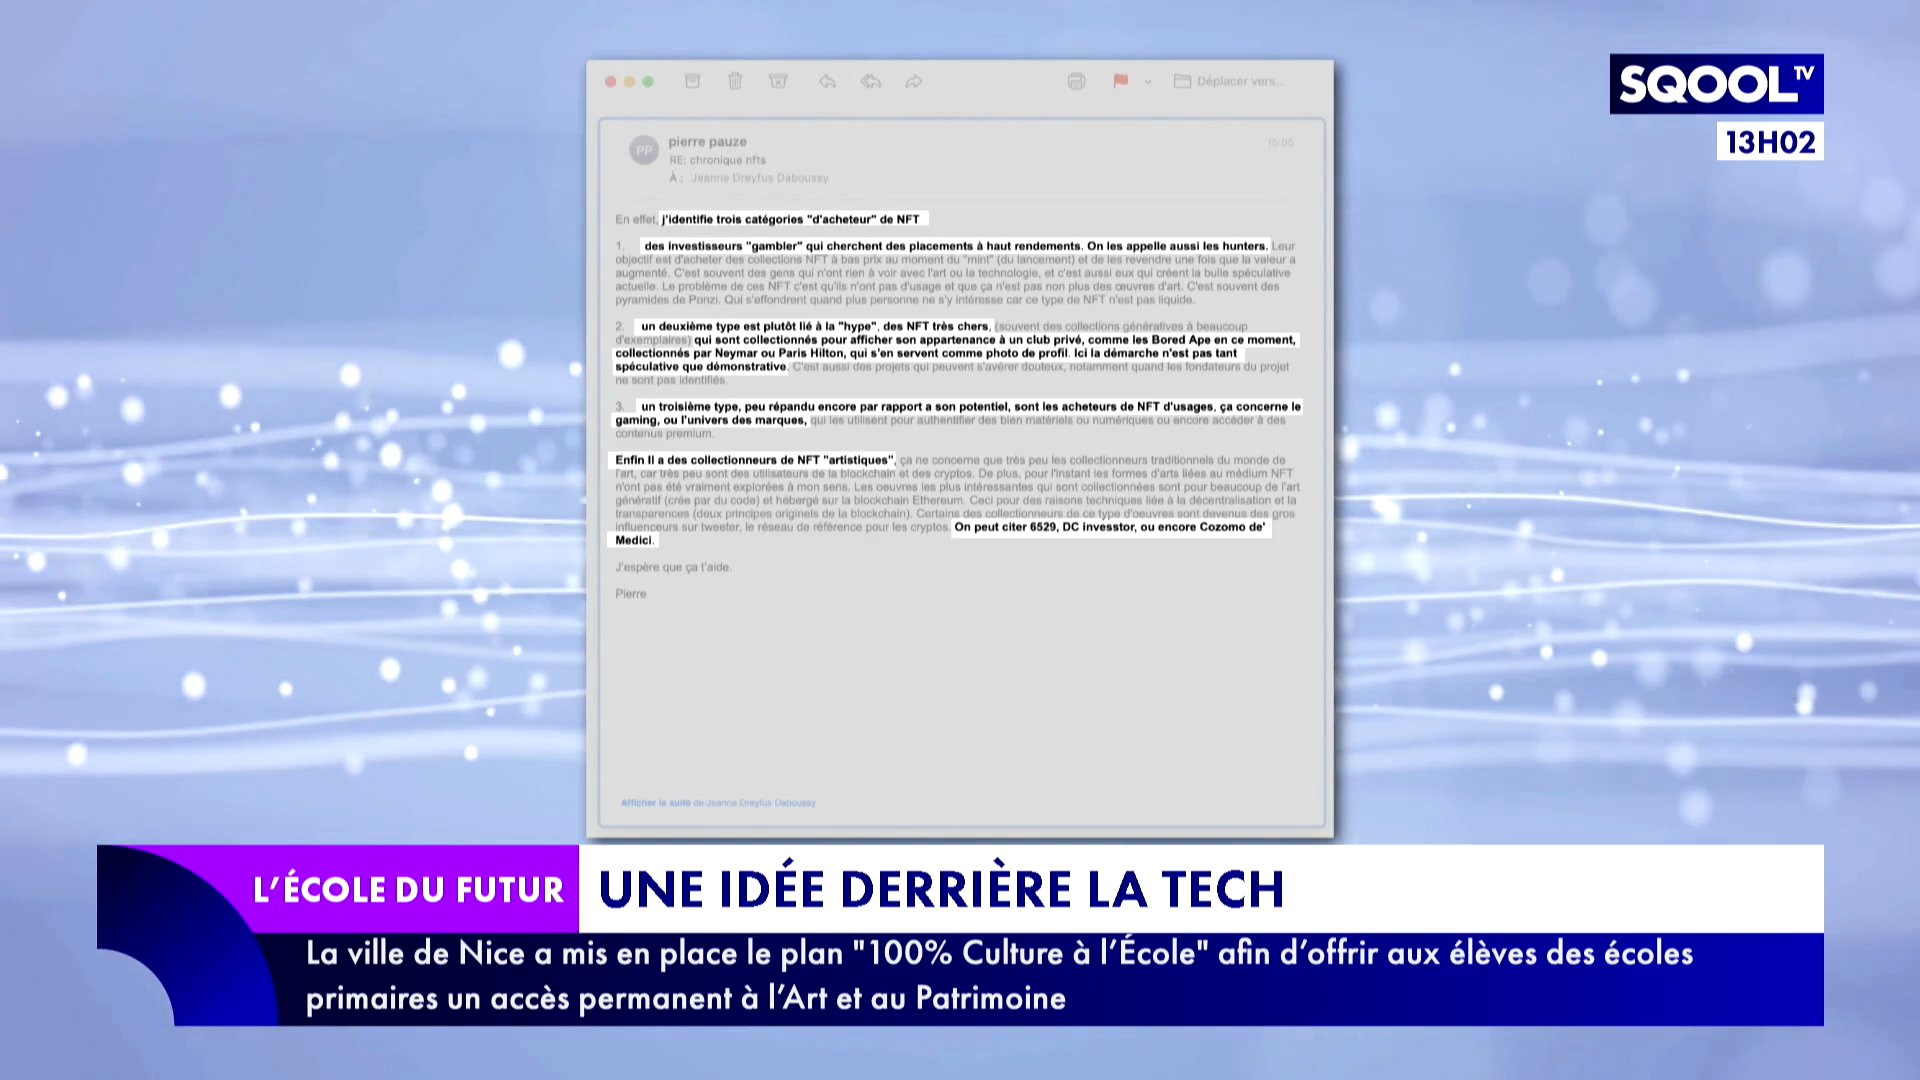 SQOOL TV
13H02
Déplacer vers...
PP
pierre pauze
15:05
RE: chronique nfts
À : Jeanne Dreyfus Daboussy
En effet, j'identifie trois catégories "d'acheteur" de NFT
1. des investisseurs "gambler" qui cherchent des placements à haut rendements. On les appelle aussi les hunters. Leur
objectif est d'acheter des collections NFT à bas prix au moment du "mint" (du lancement) et de les revendre une fois que la valeur a
augmenté. C'est souvent des gens qui n'ont rien à voir avec l'art ou la technologie, et c'est aussi eux qui créent la bulle spéculative
actuelle. Le problème de ces NFT c'est qu'ils n'ont pas d'usage et que ça n'est pas non plus des œuvres d'art. C'est souvent des
pyramides de Ponzi. Qui s'effondrent quand plus personne ne s'y intéresse car ce type de NFT n'est pas liquide.
2. un deuxième type est plutôt lié à la "hype", des NFT très chers, (souvent des collections génératives à beaucoup
d'exemplaires) qui sont collectionnés pour afficher son appartenance à un club privé, comme les Bored Ape en ce moment,
collectionnés par Neymar ou Paris Hilton, qui s'en servent comme photo de profil. Ici la démarche n'est pas tant
spéculative que démonstrative. C'est aussi des projets qui peuvent s'avérer douteux, notamment quand les fondateurs du projet
ne sont pas identifiés.
3. un troisième type, peu répandu encore par rapport a son potentiel, sont les acheteurs de NFT d'usages, ça concerne le
gaming, ou l'univers des marques, qui les utilisent pour authentifier des bien matériels ou numériques ou encore accéder à des
contenus premium.
Enfin Il a des collectionneurs de NFT "artistiques", ça ne concerne que très peu les collectionneurs traditionnels du monde de
l'art, car très peu sont des utilisateurs de la blockchain et des cryptos. De plus, pour l'instant les formes d'arts liées au médium NFT
n'ont pas été vraiment explorées à mon sens. Les oeuvres les plus intéressantes qui sont collectionnées sont pour beaucoup de l'art
génératif (crée par du code) et hébergé sur la blockchain Ethereum. Ceci pour des raisons techniques liée à la décentralisation et la
transparences (deux principes originels de la blockchain). Certains des collectionneurs de ce type d'oeuvres sont devenus des gros
influenceurs sur tweeter, le réseau de référence pour les cryptos. On peut citer 6529, DC invesstor, ou encore Cozomo de'
Medici.
J'espère que ça t'aide.
Pierre
Afficher la suite de Jeanne Dreyfus Daboussy
L'ÉCOLE DU FUTUR
UNE IDÉE DERRIÈRE LA TECH
La ville de Nice a mis en place le plan "100% Culture à l'École" afin d'offrir aux élèves des écoles
primaires un accès permanent à l'Art et au Patrimoine